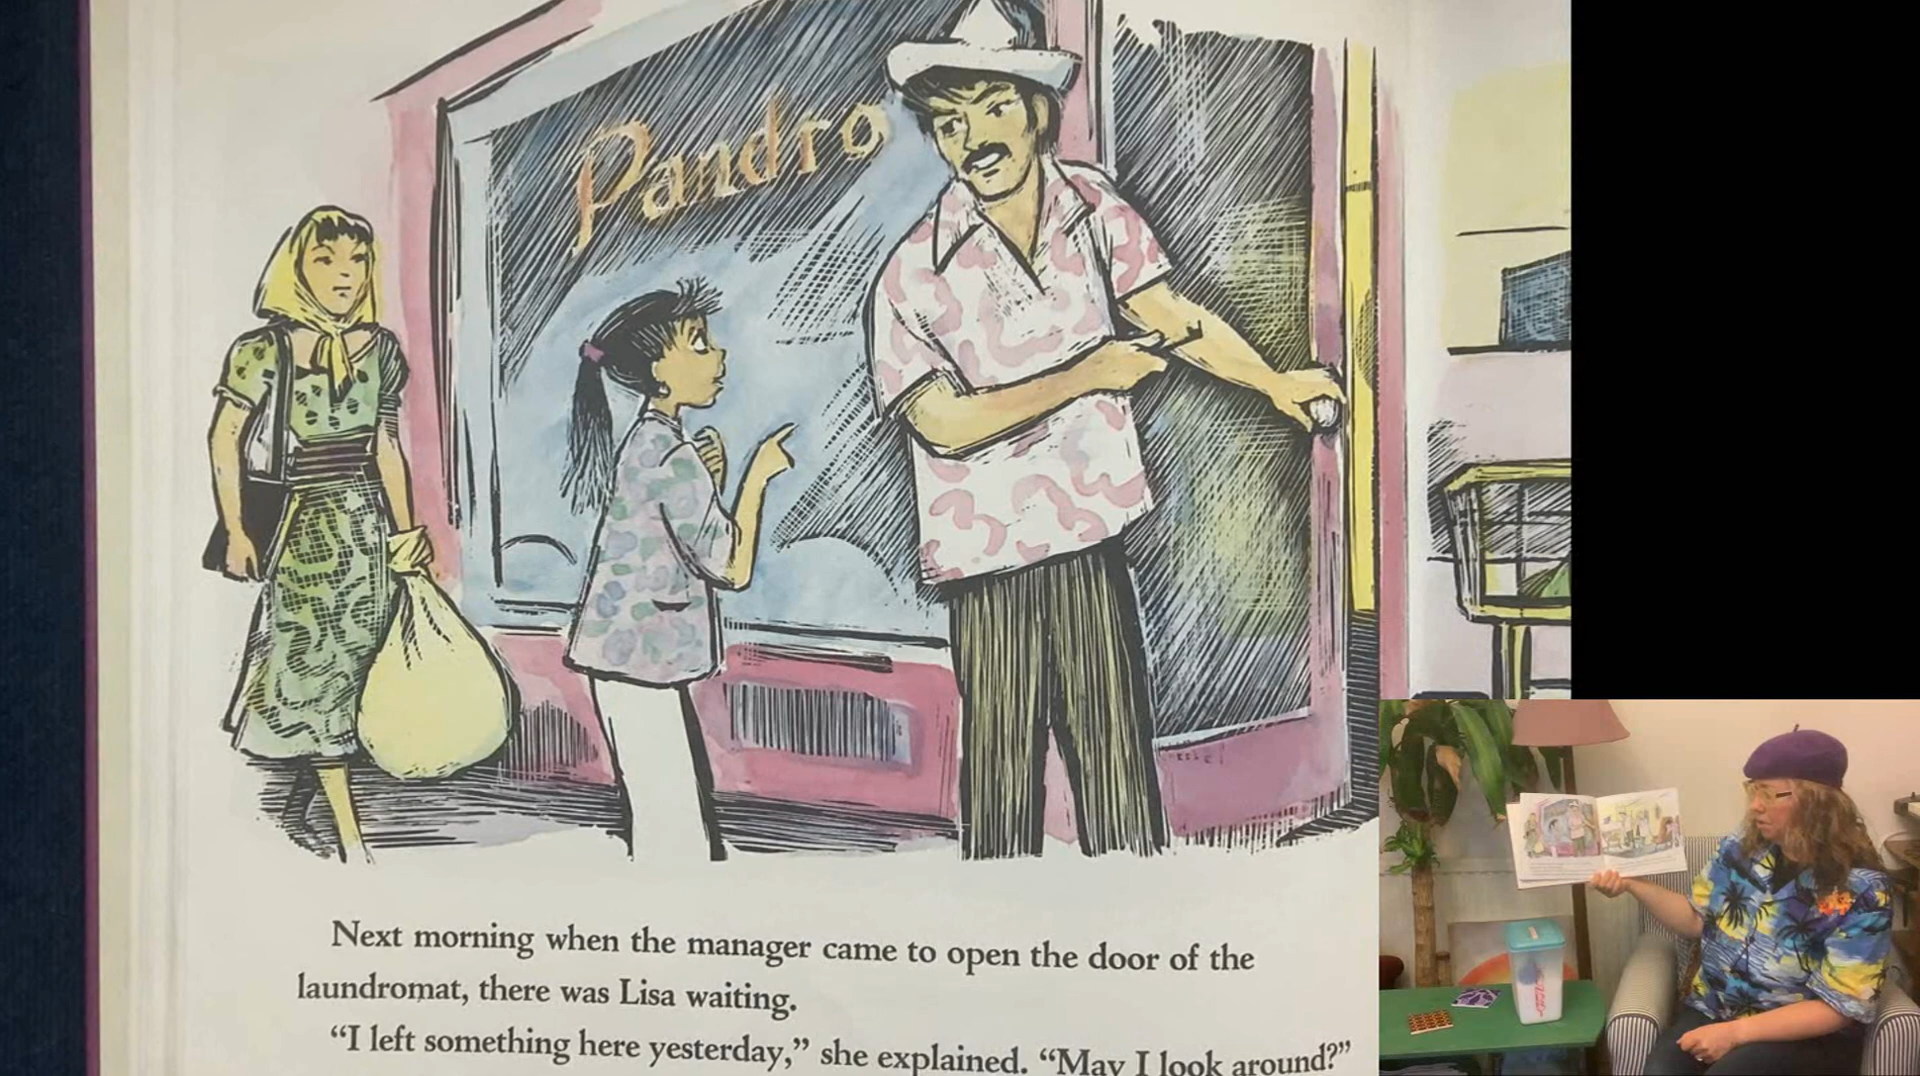 Pandro
Next morning when the manager came to open the door of the
laundromat, there was Lisa waiting.
“I left something here yesterday,” she explained. “May I look around?”